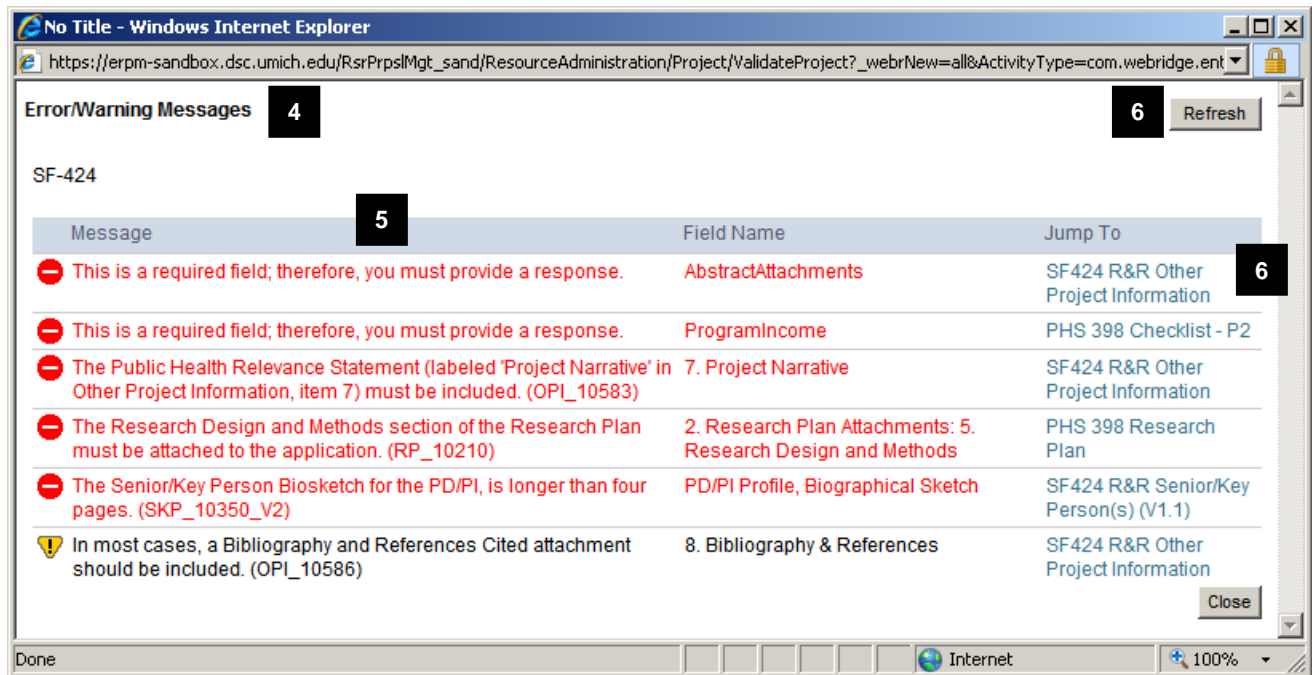 No Title - Windows Internet Explorer
https://erpm-sandbox.dsc.umich.edu/RsrPrpslMgt_sand/ResourceAdministration/Project/ValidateProject?_webrNew=all&ActivityType=com.webridge.ent
Error/Warning Messages 4 6 Refresh
SF-424
5
Message Field Name Jump To
This is a required field; therefore, you must provide a response. AbstractAttachments SF424 R&R Other 6
Project Information
This is a required field; therefore, you must provide a response. ProgramIncome PHS 398 Checklist - P2
The Public Health Relevance Statement (labeled 'Project Narrative' in 7. Project Narrative SF424 R&R Other
Other Project Information, item 7) must be included. (OPI_10583) Project Information
The Research Design and Methods section of the Research Plan 2. Research Plan Attachments: 5. PHS 398 Research
must be attached to the application. (RP_10210) Research Design and Methods Plan
The Senior/Key Person Biosketch for the PD/PI, is longer than four PD/PI Profile, Biographical Sketch SF424 R&R Senior/Key
pages. (SKP_10350_V2) Person(s) (V1.1)
In most cases, a Bibliography and References Cited attachment 8. Bibliography & References SF424 R&R Other
should be included. (OPI_10586) Project Information
Close
Done Internet 100%